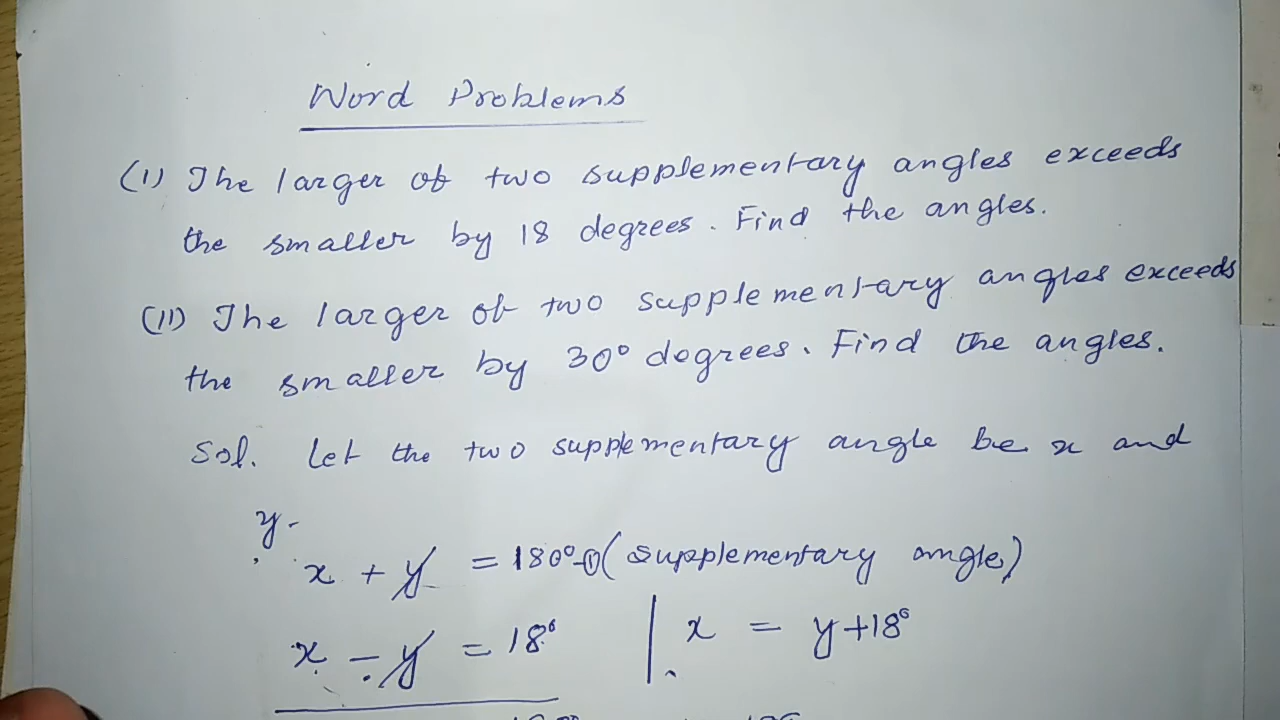 Word Problems
(1) The larger of two supplementary angles exceeds
the smaller by 18 degrees. Find the angles.
(11) The larger of two supplementary angles exceeds
the smaller by 30° degrees. Find the angles.
Sol. Let the two supplementary angle be x and
y.
x + y = 180°-①(supplementary angle)
x - y = 18° | x = y+18°